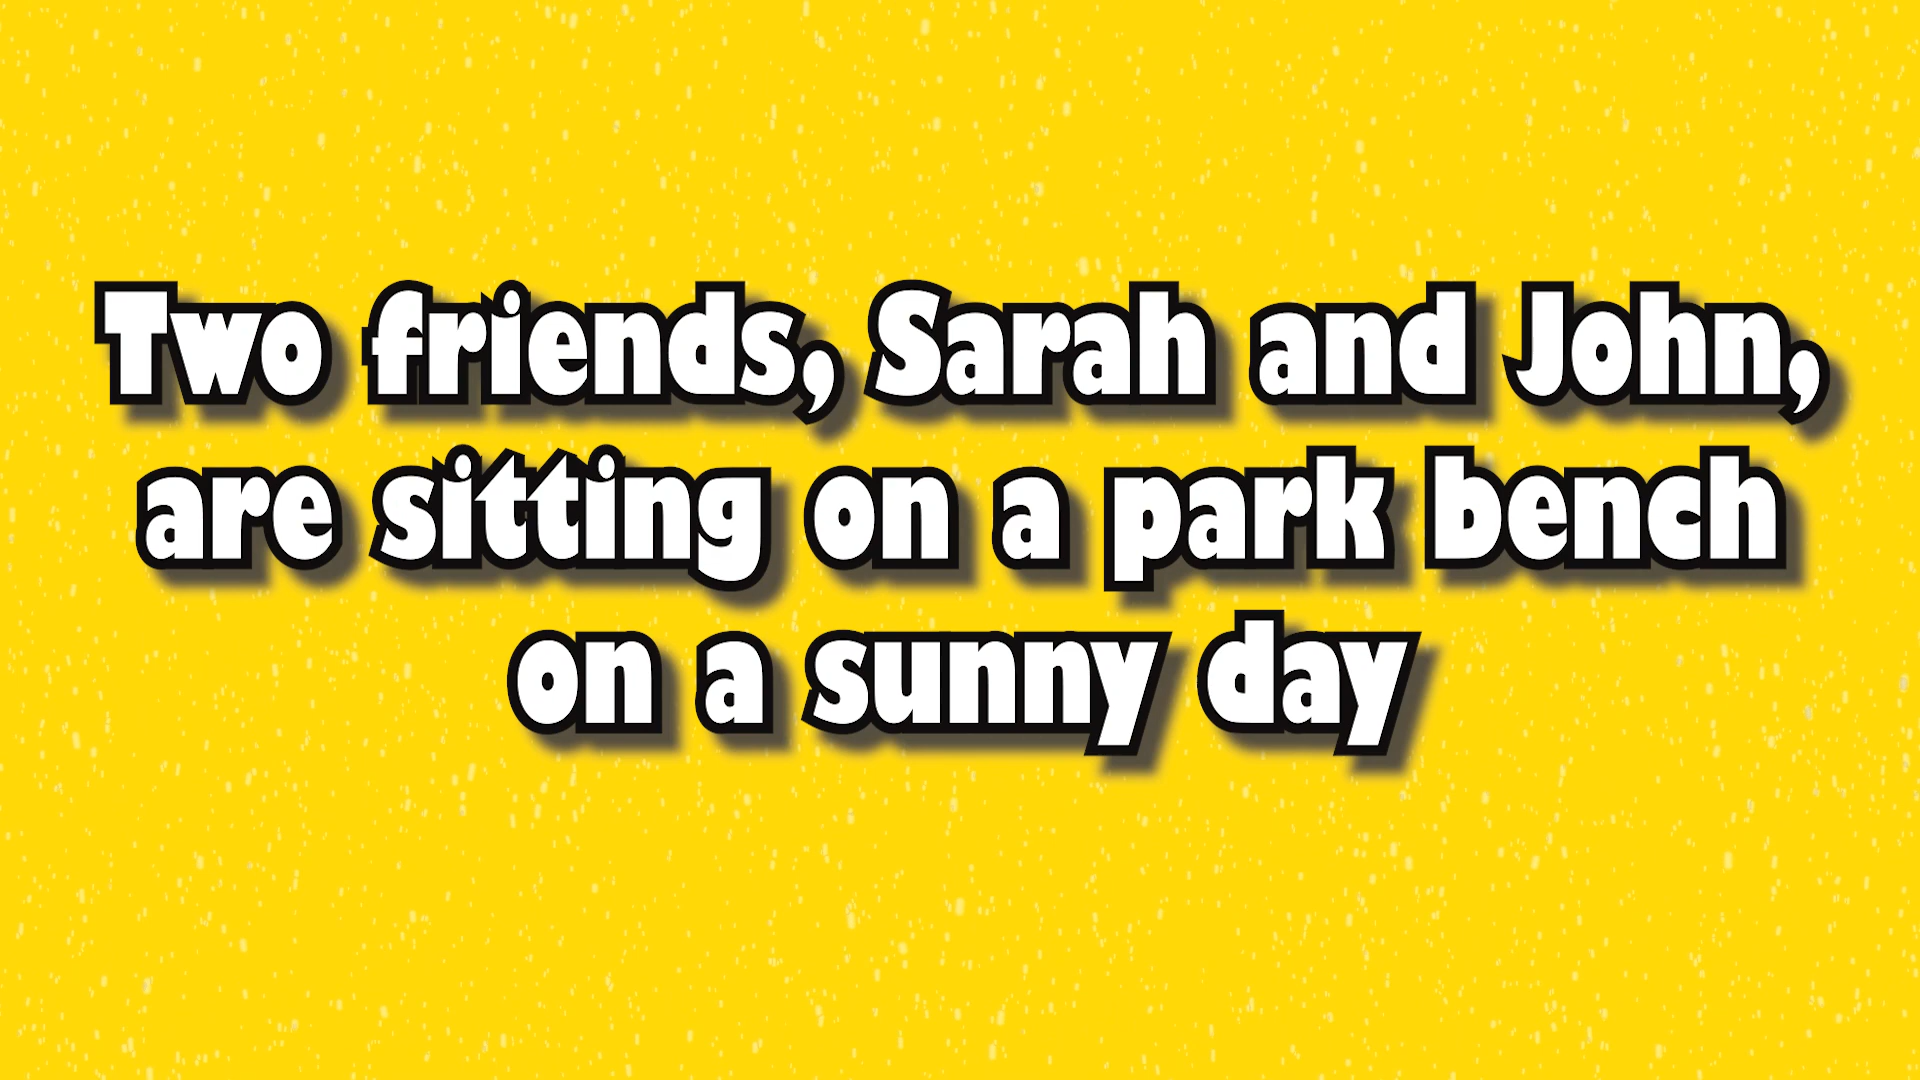 Two friends, Sarah and John,
are sitting on a park bench
on a sunny day